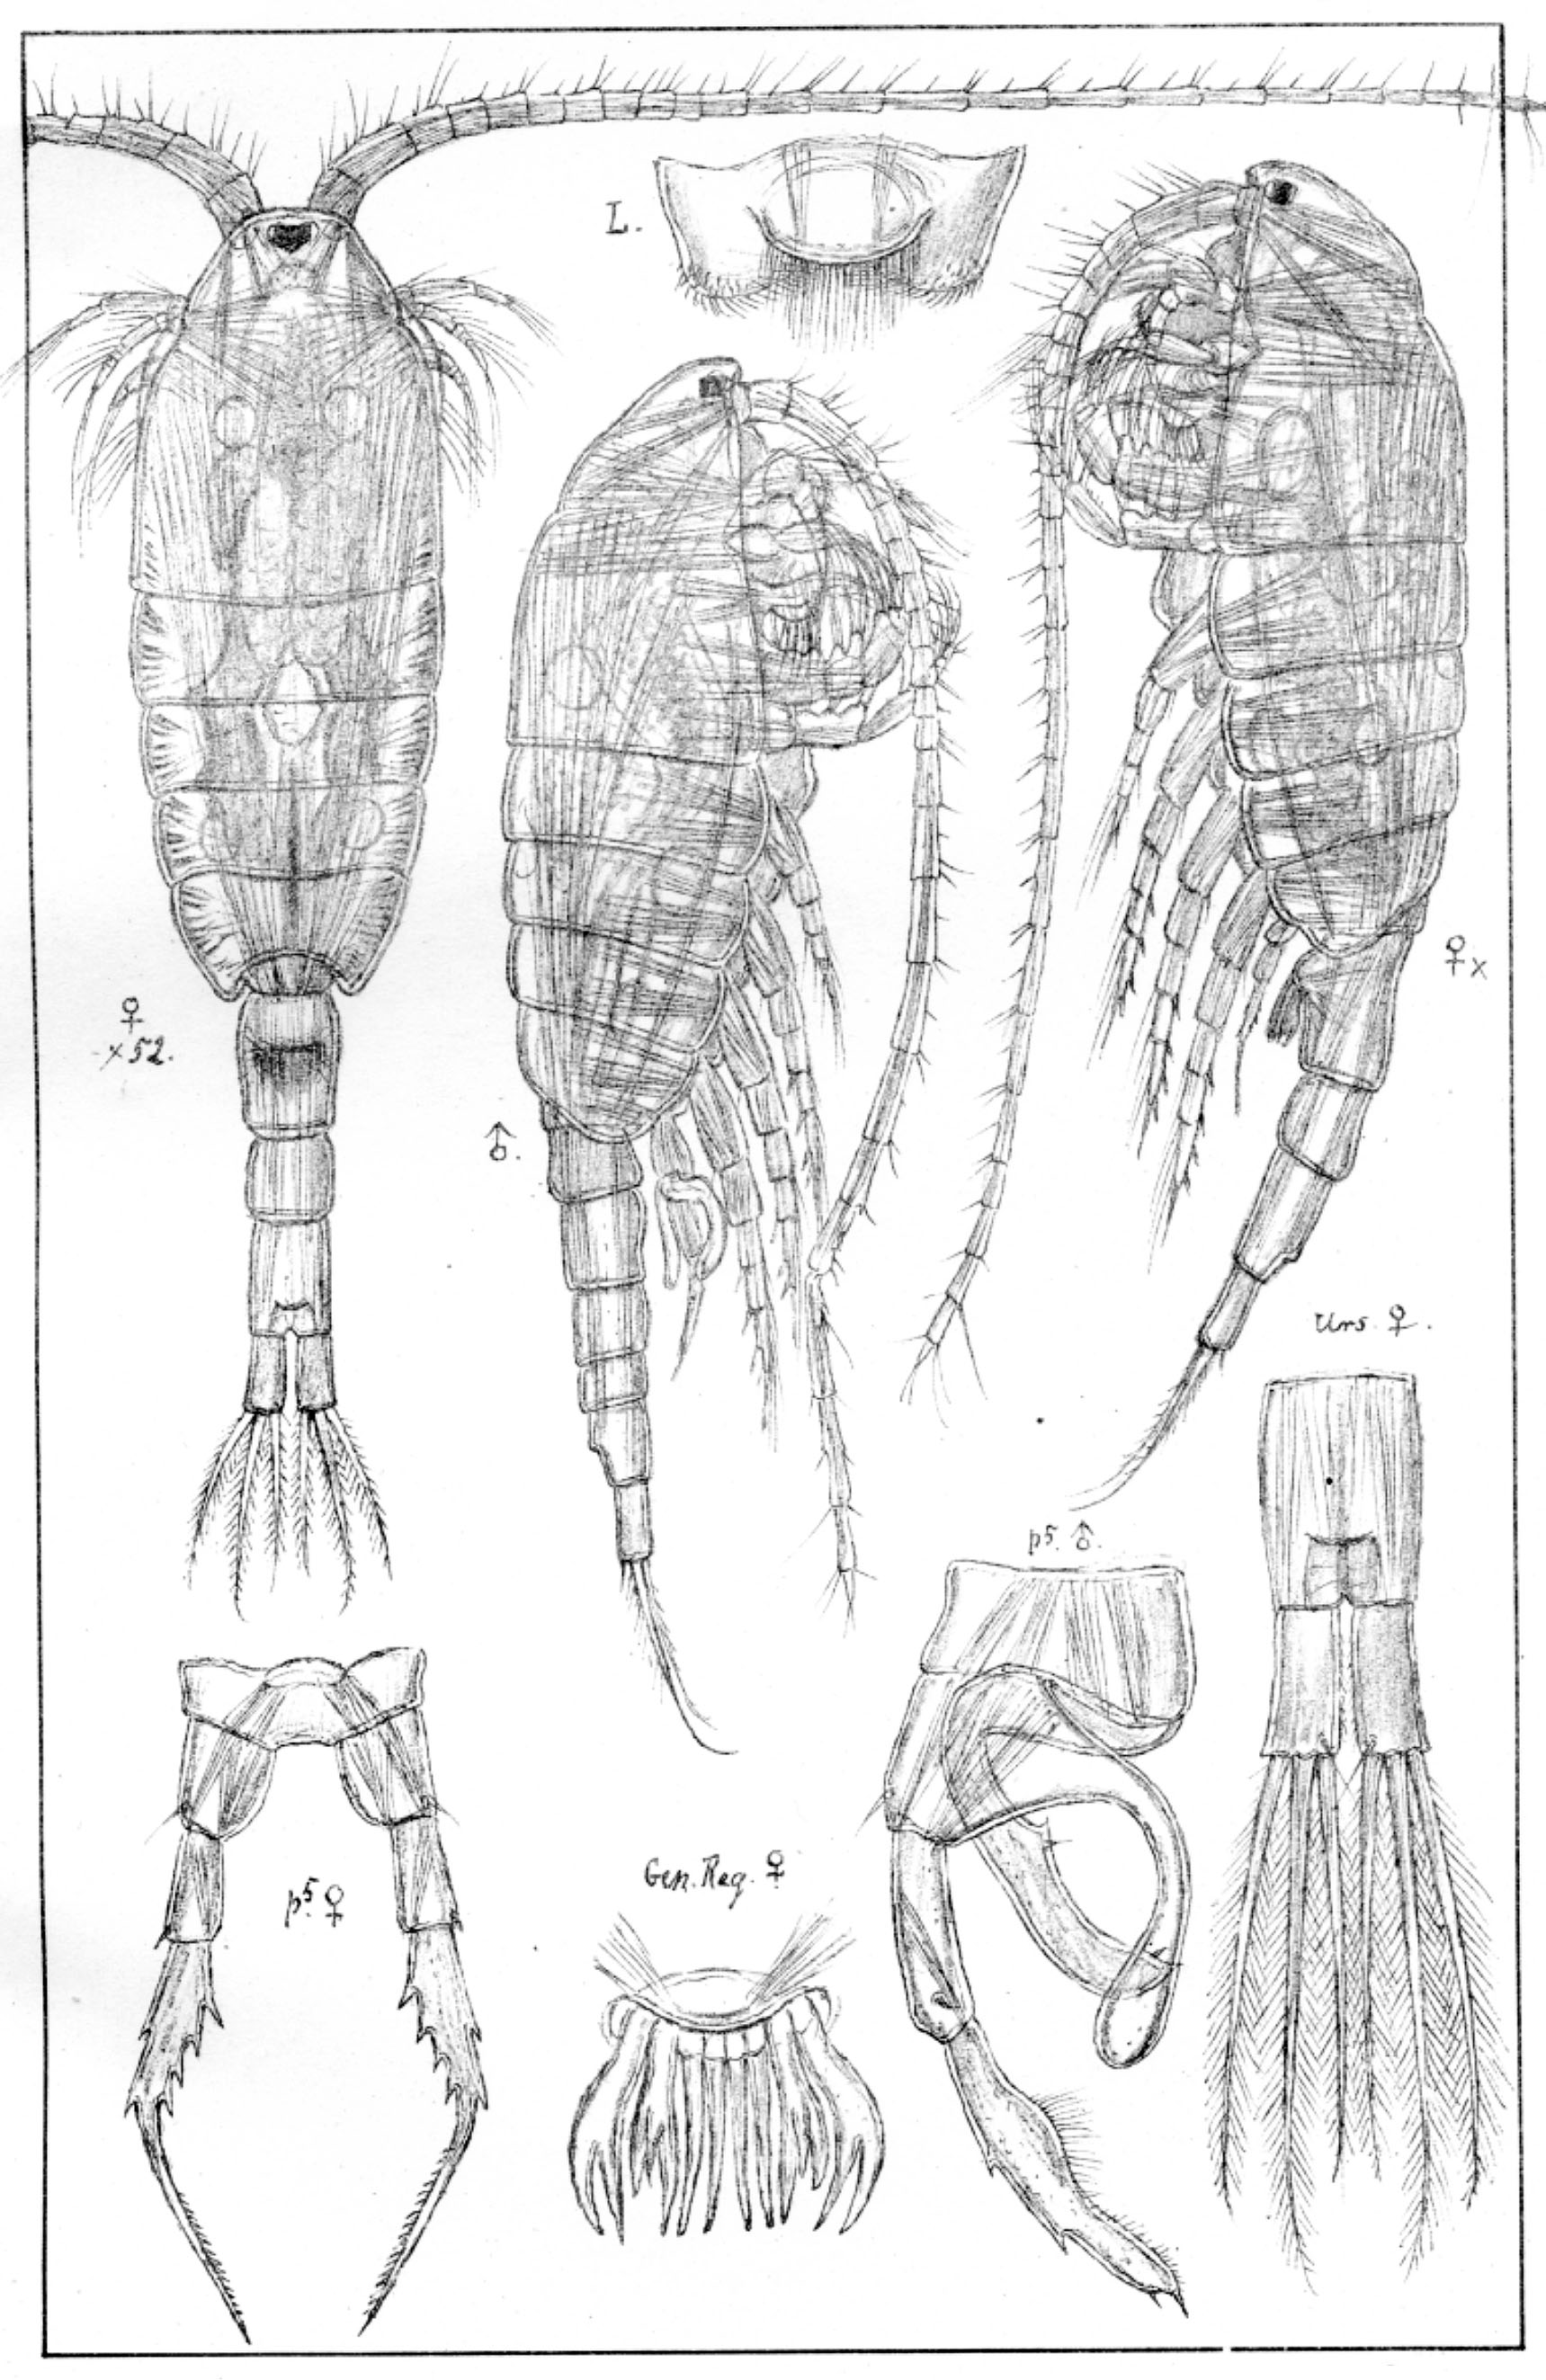 L.
♀
×52.
♂.
♀×
Urs. ♀.
p5. ♂.
p5. ♀
Gen. Reg. ♀